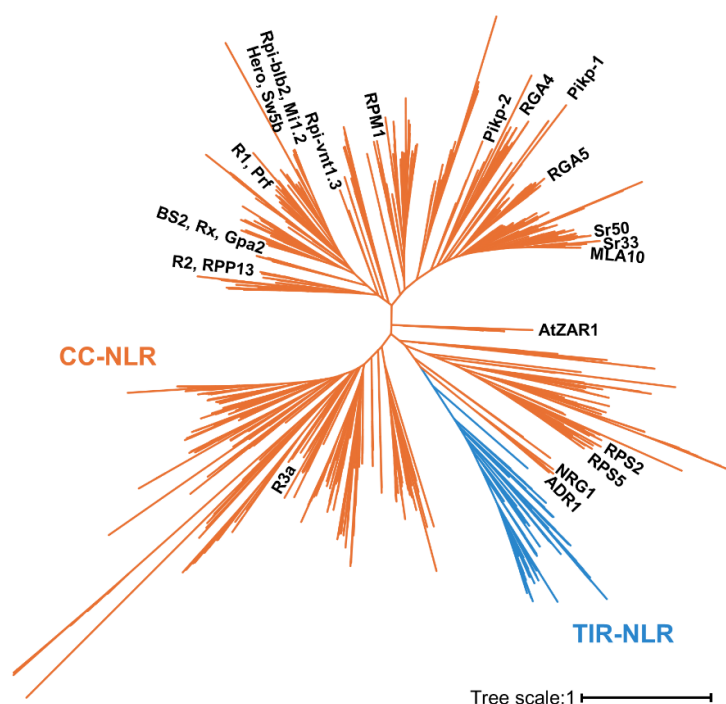 Rpi-blb2, Mi1.2
Hero, Sw5b
Rpi-vnt1.3
RPM1
Pikp-2
RGA4
Pikp-1
R1, Prf
RGA5
BS2, Rx, Gpa2
Sr50
Sr33
MLA10
R2, RPP13
AtZAR1
CC-NLR
RPS2
RPS5
NRG1
ADR1
R3a
TIR-NLR
Tree scale:1